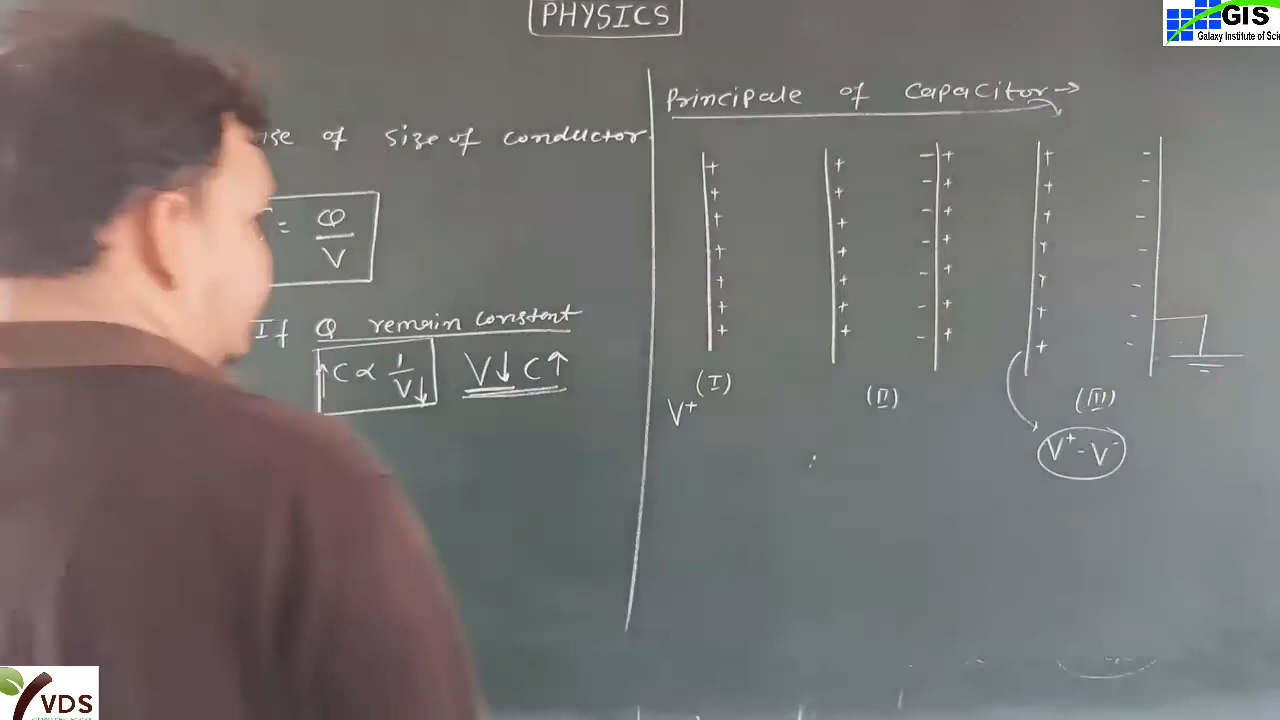 PHYSICS
GIS
Galaxy Institute of Sci
Principale of Capacitor →
of size of conductor
= Q / V
If Q remain constant
↑C ∝ 1/V↓ V↓ C↑
(I)
V⁺
(II)
(III)
V⁺ - V⁻
VDS